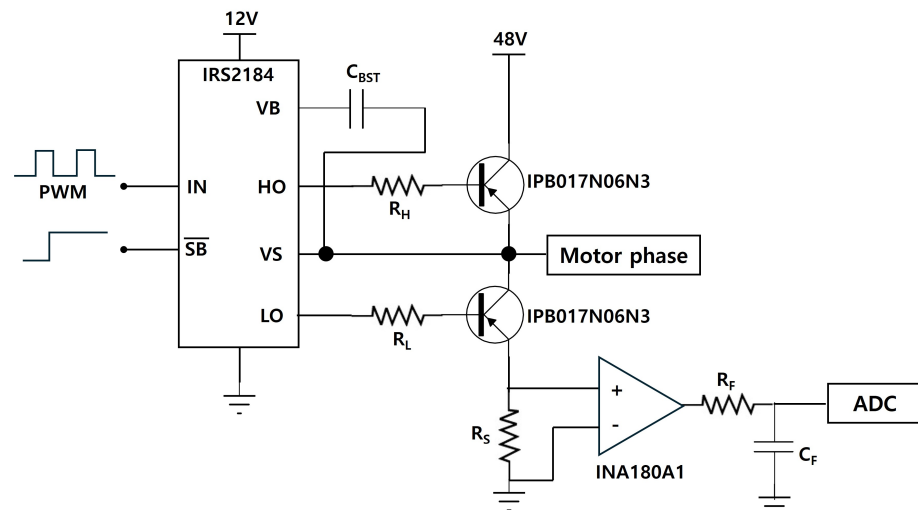 12V
48V
IRS2184
C_BST
VB
PWM
IN
HO
R_H
IPB017N06N3
S̅B̅
VS
Motor phase
LO
R_L
IPB017N06N3
R_S
+
-
INA180A1
R_F
ADC
C_F